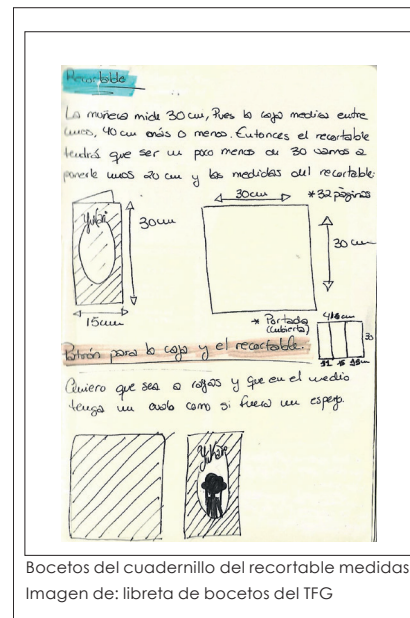 Recortable
La muñeca mide 30 cm, Pues la caja medirá entre
unos, 40 cm más o menos. Entonces el recortable
tendrá que ser un poco menos de 30 vamos a
ponerle unos 20 cm y las medidas del recortable:
30cm *32 páginas
Yukari 30cm
30 cm
15cm
* Portada
(cubierta)
30
Patrón para la caja y el recortable.
Quiero que sea a rayas y que en el medio
tenga un óvalo como si fuera un espejo.
Yukari
Bocetos del cuadernillo del recortable medidas
Imagen de: libreta de bocetos del TFG